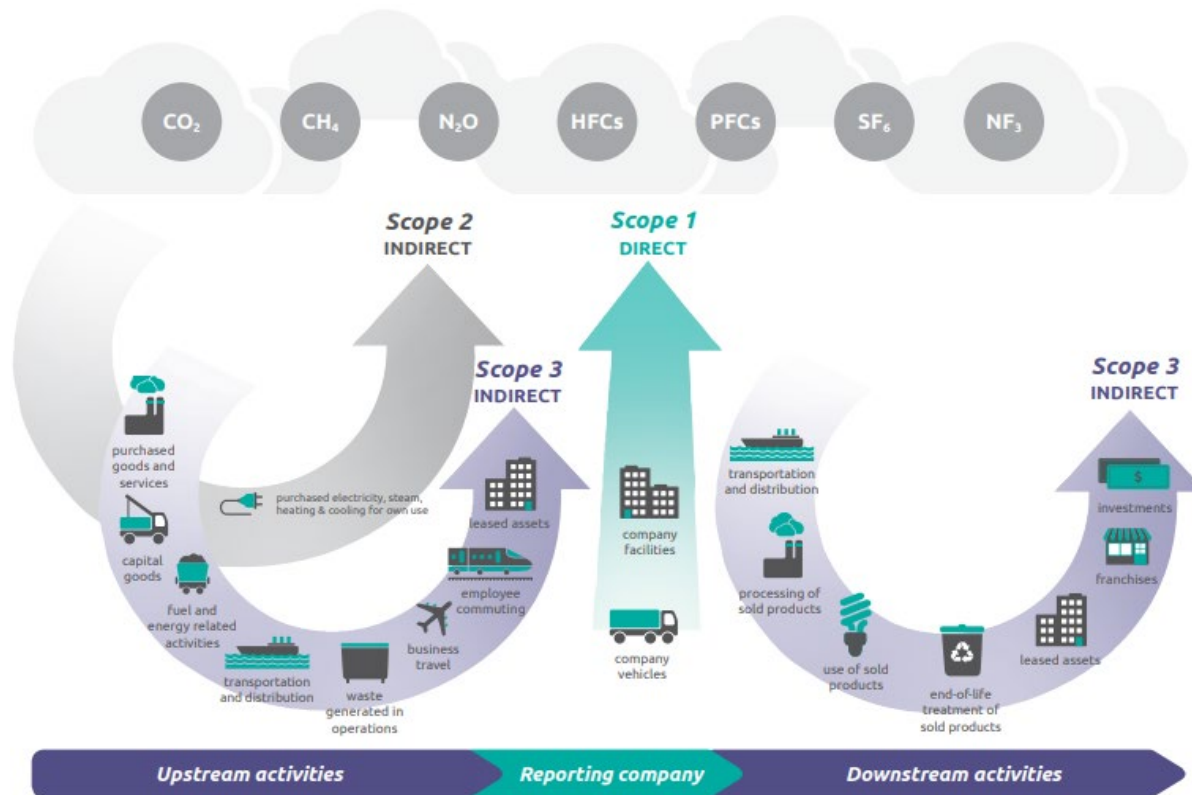 CO₂ CH₄ N₂O HFCs PFCs SF₆ NF₃
Scope 2
INDIRECT
Scope 1
DIRECT
Scope 3
INDIRECT
Scope 3
INDIRECT
purchased
goods and
services
capital
goods
fuel and
energy related
activities
transportation
and distribution
waste
generated in
operations
business
travel
employee
commuting
leased assets
purchased electricity, steam,
heating & cooling for own use
company
facilities
company
vehicles
transportation
and distribution
processing of
sold products
use of sold
products
end-of-life
treatment of
sold products
leased assets
franchises
$
investments
Upstream activities
Reporting company
Downstream activities